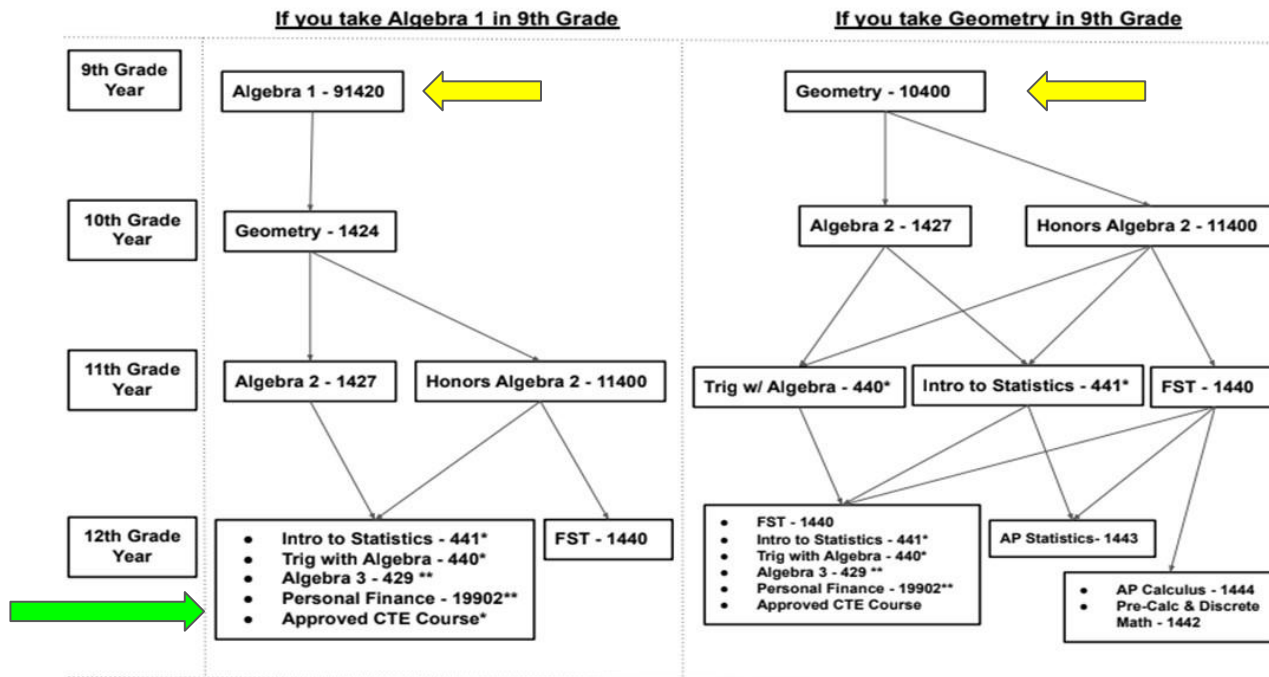 If you take Algebra 1 in 9th Grade
If you take Geometry in 9th Grade
9th Grade
Year
Algebra 1 - 91420
Geometry - 10400
10th Grade
Year
Geometry - 1424
Algebra 2 - 1427
Honors Algebra 2 - 11400
11th Grade
Year
Algebra 2 - 1427
Honors Algebra 2 - 11400
Trig w/ Algebra - 440*
Intro to Statistics - 441*
FST - 1440
12th Grade
Year
● Intro to Statistics - 441*
● Trig with Algebra - 440*
● Algebra 3 - 429 **
● Personal Finance - 19902**
● Approved CTE Course*
FST - 1440
● FST - 1440
● Intro to Statistics - 441*
● Trig with Algebra - 440*
● Algebra 3 - 429 **
● Personal Finance - 19902**
● Approved CTE Course
AP Statistics- 1443
● AP Calculus - 1444
● Pre-Calc & Discrete
Math - 1442